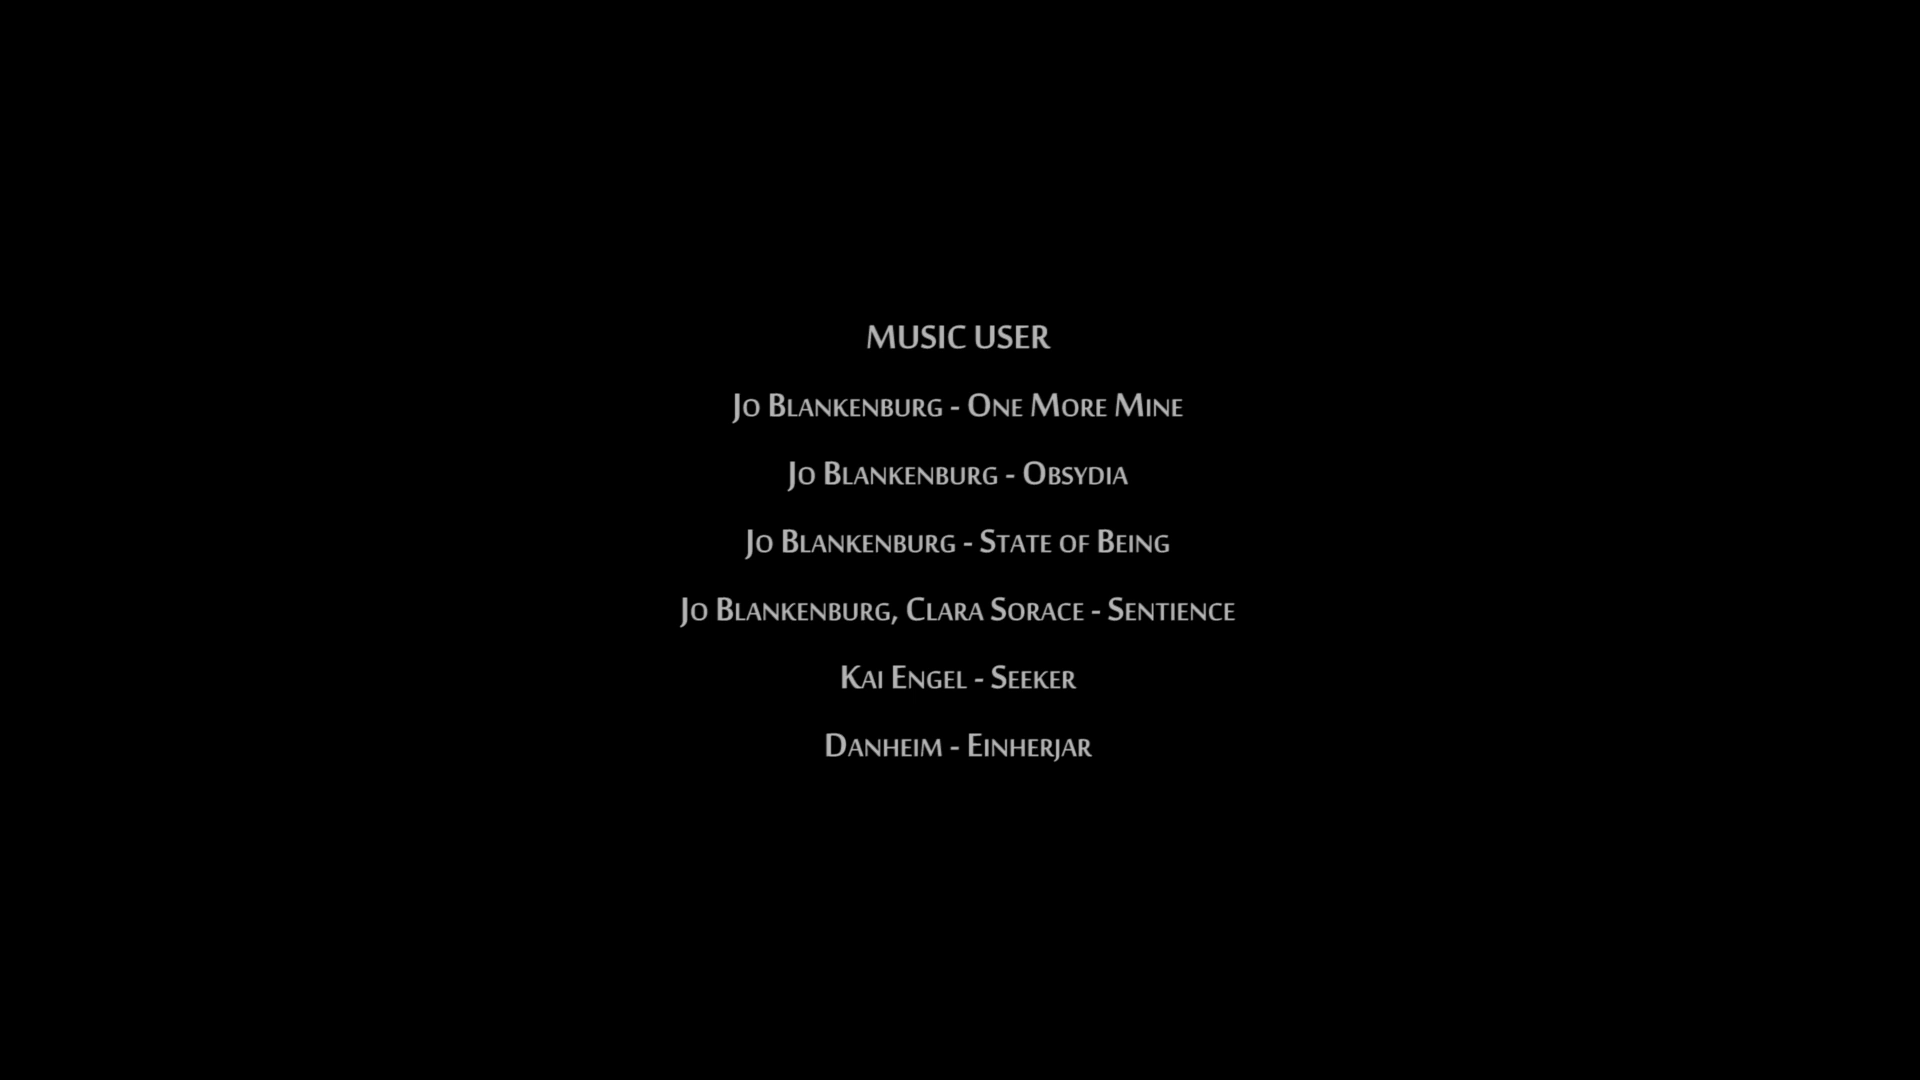 MUSIC USER
Jo Blankenburg - One More Mine
Jo Blankenburg - Obsydia
Jo Blankenburg - State of Being
Jo Blankenburg, Clara Sorace - Sentience
Kai Engel - Seeker
Danheim - Einherjar